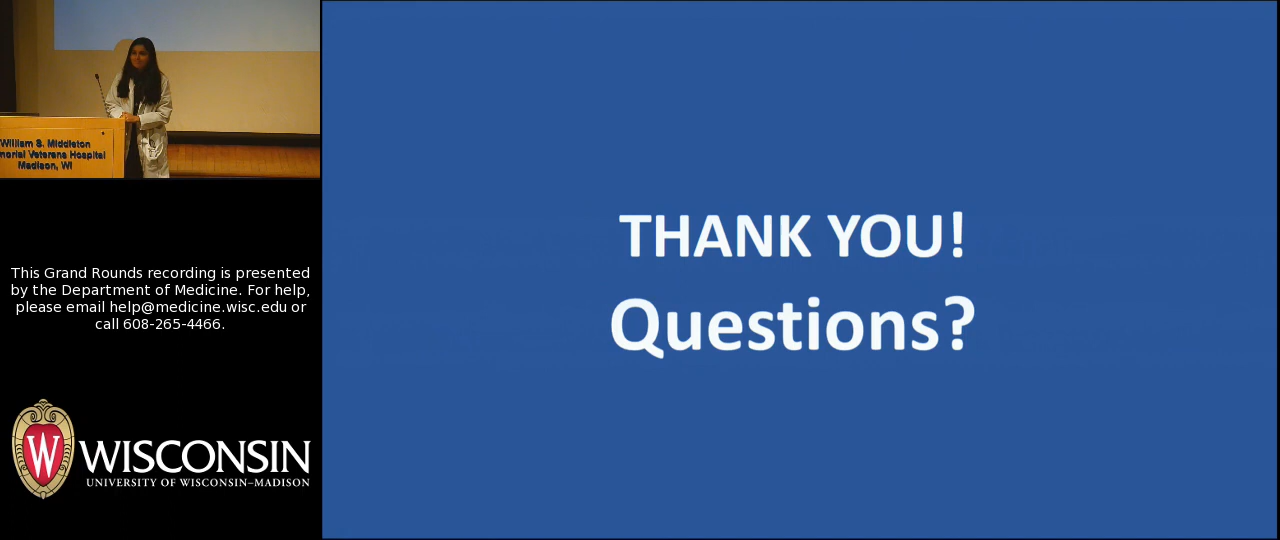 William S. Middleton
morial Veterans Hospital
Madison, WI
This Grand Rounds recording is presented
by the Department of Medicine. For help,
please email help@medicine.wisc.edu or
call 608-265-4466.
W
WISCONSIN
UNIVERSITY OF WISCONSIN–MADISON
THANK YOU!
Questions?